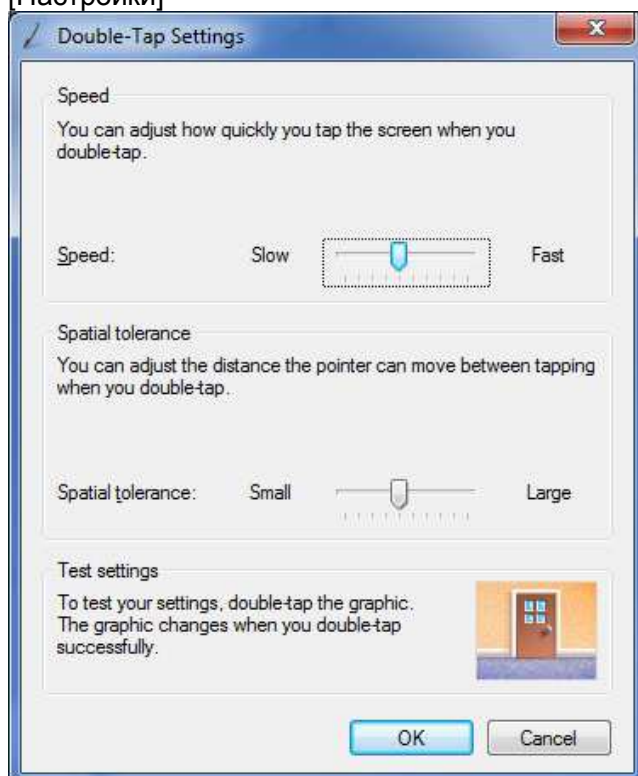 [Настройки]
Double-Tap Settings
Speed
You can adjust how quickly you tap the screen when you
double-tap.
Speed: Slow Fast
Spatial tolerance
You can adjust the distance the pointer can move between tapping
when you double-tap.
Spatial tolerance: Small Large
Test settings
To test your settings, double-tap the graphic.
The graphic changes when you double-tap
successfully.
OK Cancel